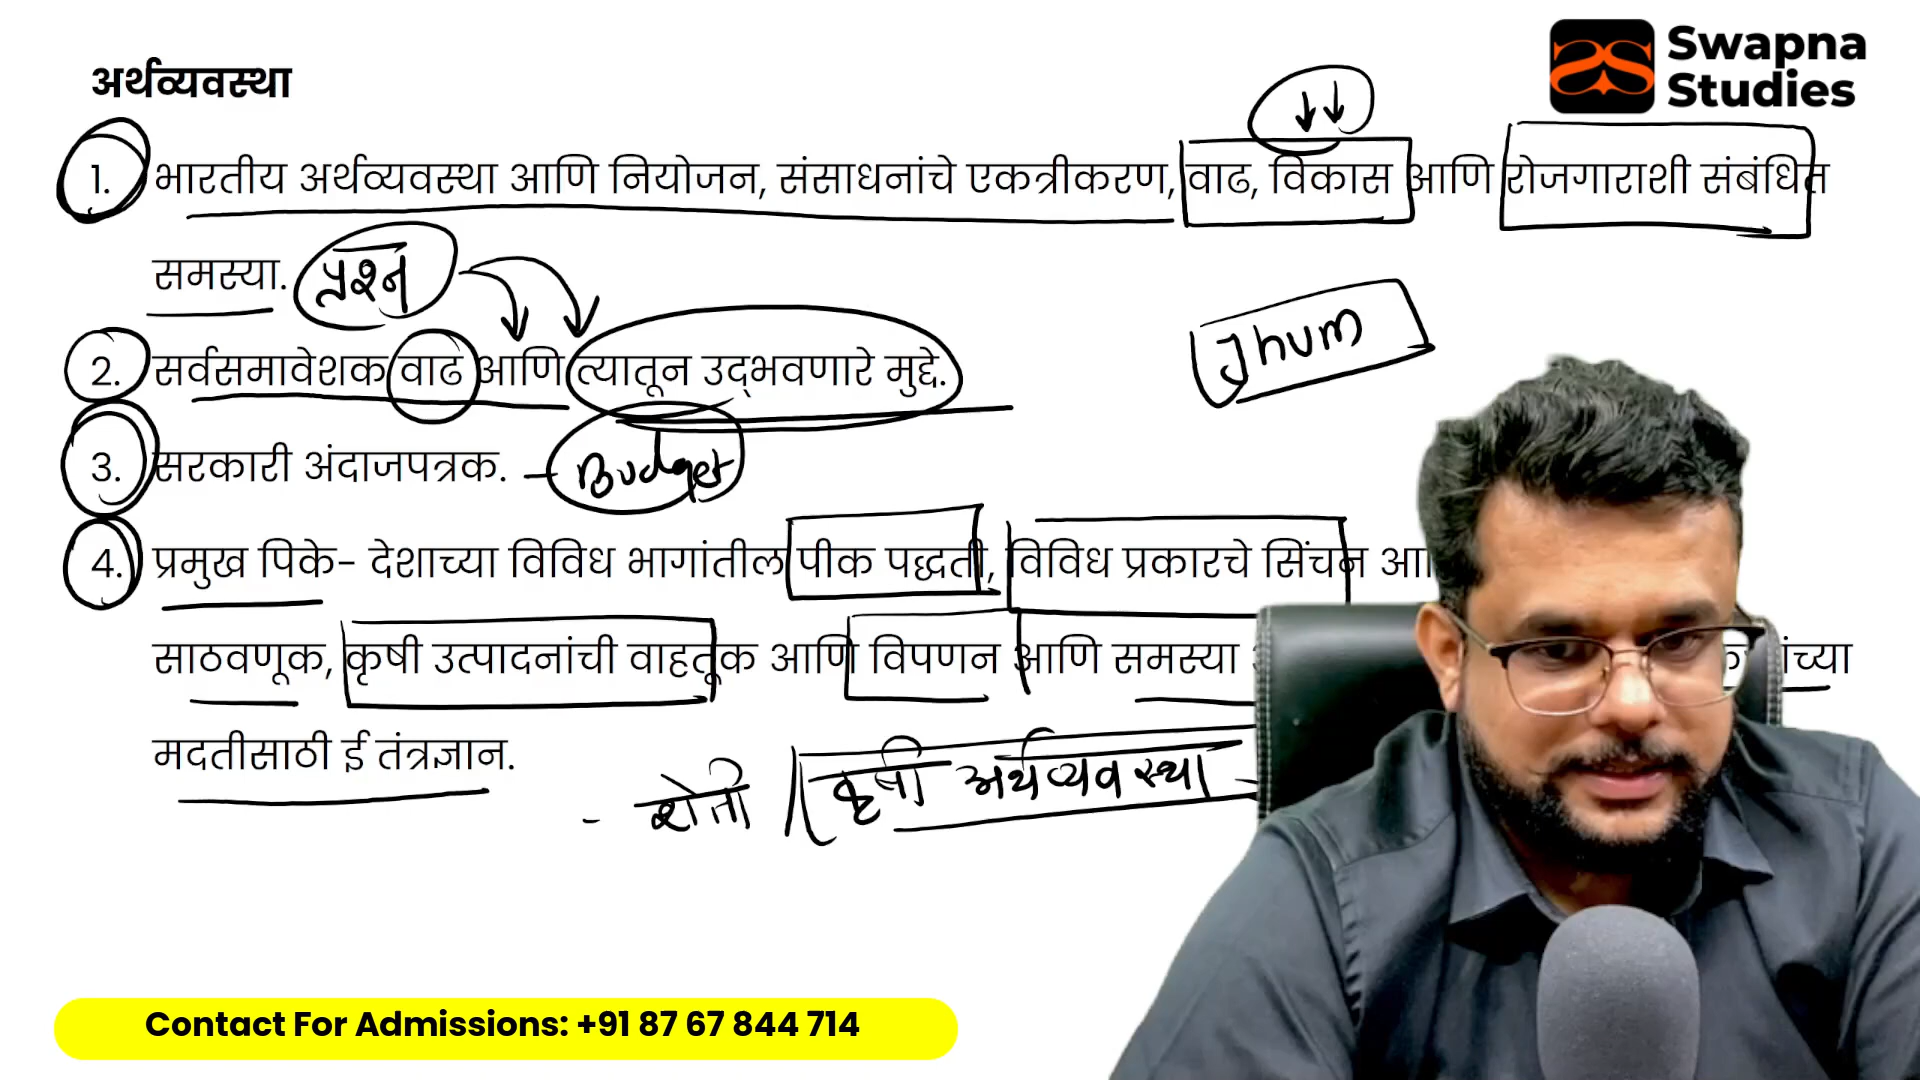 Swapna
Studies
अर्थव्यवस्था
1. भारतीय अर्थव्यवस्था आणि नियोजन, संसाधनांचे एकत्रीकरण, वाढ, विकास आणि रोजगाराशी संबंधित
समस्या. प्रश्न
Jhum
2. सर्वसमावेशक वाढ आणि त्यातून उद्भवणारे मुद्दे.
3. सरकारी अंदाजपत्रक. - Budget
4. प्रमुख पिके- देशाच्या विविध भागांतील पीक पद्धती, विविध प्रकारचे सिंचन
साठवणूक, कृषी उत्पादनांची वाहतूक आणि विपणन आणि समस्या
मदतीसाठी ई तंत्रज्ञान.
- शेती कृषी अर्थव्यवस्था
Contact For Admissions: +91 87 67 844 714